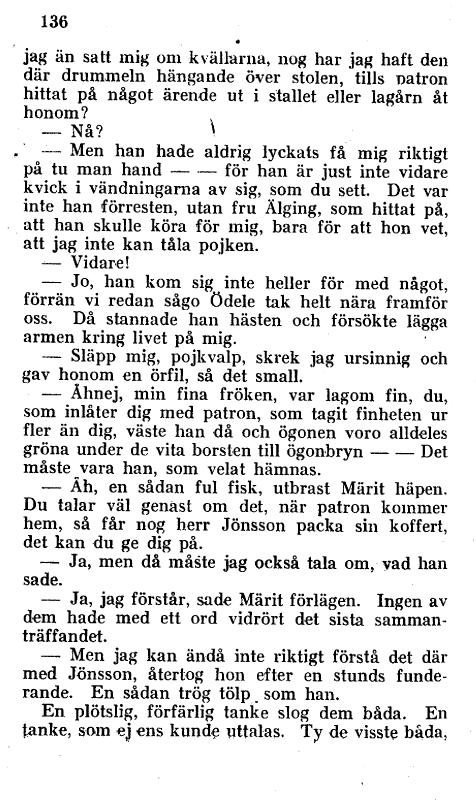 136
jag än satt mig om kvällarna, nog har jag haft den
där drummeln hängande över stolen, tills patron
hittat på något ärende ut i stallet eller lagårn åt
honom?
— Nå?
— Men han hade aldrig lyckats få mig riktigt
på tu man hand — — för han är just inte vidare
kvick i vändningarna av sig, som du sett. Det var
inte han förresten, utan fru Älging, som hittat på,
att han skulle köra för mig, bara för att hon vet,
att jag inte kan tåla pojken.
— Vidare!
— Jo, han kom sig inte heller för med något,
förrän vi redan sågo Ödele tak helt nära framför
oss. Då stannade han hästen och försökte lägga
armen kring livet på mig.
— Släpp mig, pojkvalp, skrek jag ursinnig och
gav honom en örfil, så det small.
— Åhnej, min fina fröken, var lagom fin, du,
som inlåter dig med patron, som tagit finheten ur
fler än dig, väste han då och ögonen voro alldeles
gröna under de vita borsten till ögonbryn — — Det
måste vara han, som velat hämnas.
— Äh, en sådan ful fisk, utbrast Märit häpen.
Du talar väl genast om det, när patron kommer
hem, så får nog herr Jönsson packa sin koffert,
det kan du ge dig på.
— Ja, men då måste jag också tala om, vad han
sade.
— Ja, jag förstår, sade Märit förlägen. Ingen av
dem hade med ett ord vidrört det sista samman-
träffandet.
— Men jag kan ändå inte riktigt förstå det där
med Jönsson, återtog hon efter en stunds funde-
rande. En sådan trög tölp som han.
En plötslig, förfärlig tanke slog dem båda. En
tanke, som ej ens kunde uttalas. Ty de visste båda,